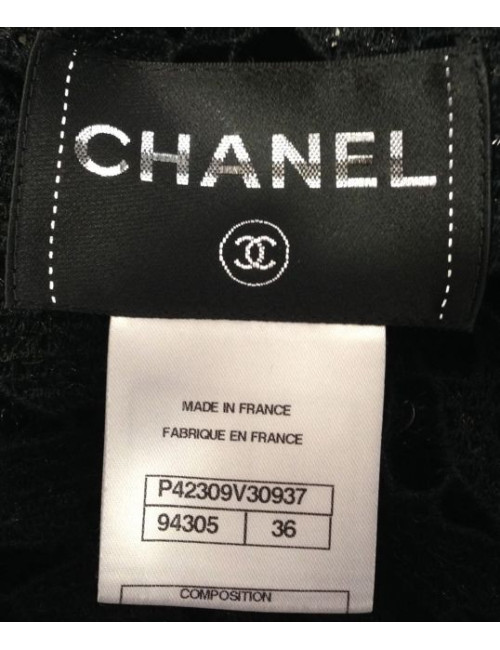 CHANEL
MADE IN FRANCE
FABRIQUE EN FRANCE
P42309V30937
94305 36
COMPOSITION